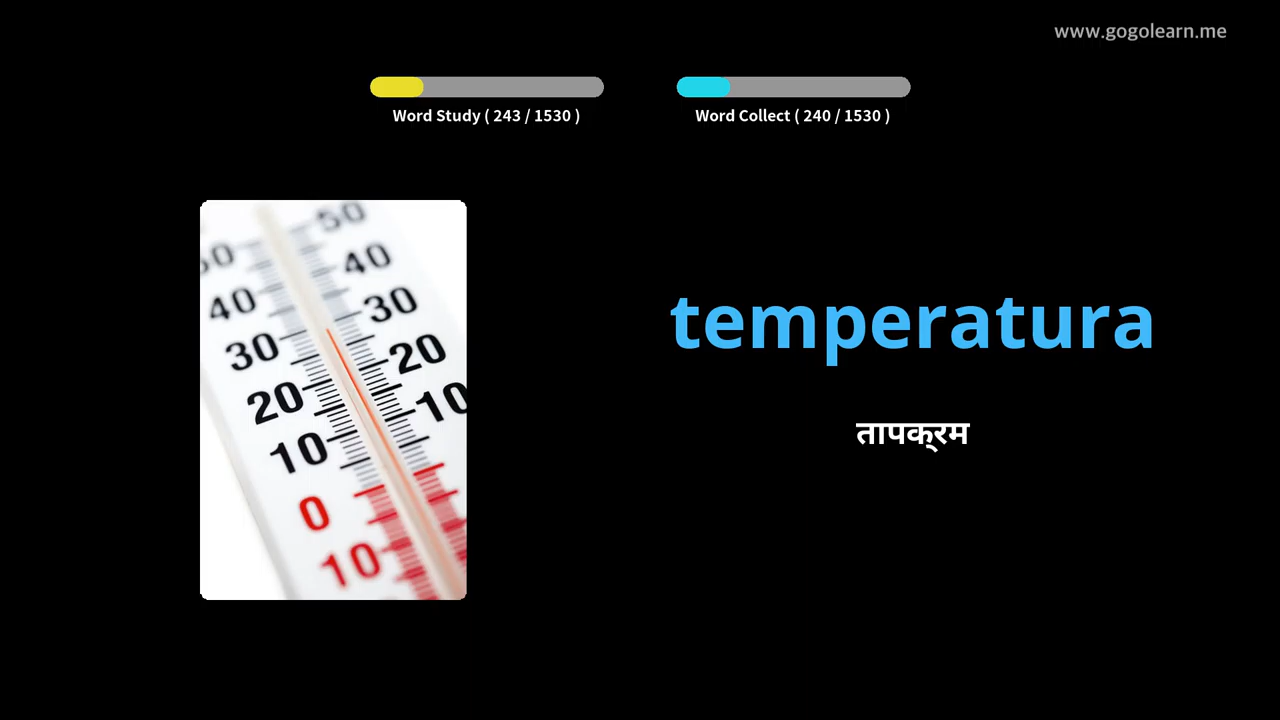 www.gogolearn.me
Word Study ( 243 / 1530 )
Word Collect ( 240 / 1530 )
50
50
40
40
30
30
20
20
10
10
0
10
temperatura
तापक्रम